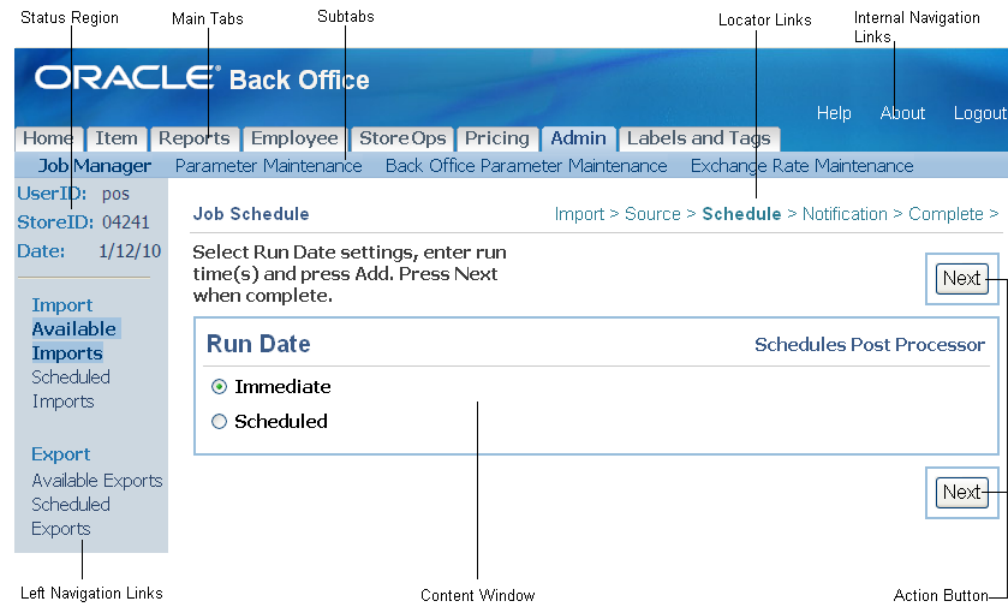 Status Region
Main Tabs
Subtabs
Locator Links
Internal Navigation
Links
ORACLE® Back Office
Help About Logout
Home Item Reports Employee Store Ops Pricing Admin Labels and Tags
Job Manager Parameter Maintenance Back Office Parameter Maintenance Exchange Rate Maintenance
UserID: pos
StoreID: 04241
Date: 1/12/10
Job Schedule
Import > Source > Schedule > Notification > Complete >
Select Run Date settings, enter run
time(s) and press Add. Press Next
when complete.
Next
Import
Available
Imports
Scheduled
Imports
Export
Available Exports
Scheduled
Exports
Run Date
Schedules Post Processor
Immediate
Scheduled
Next
Left Navigation Links
Content Window
Action Button